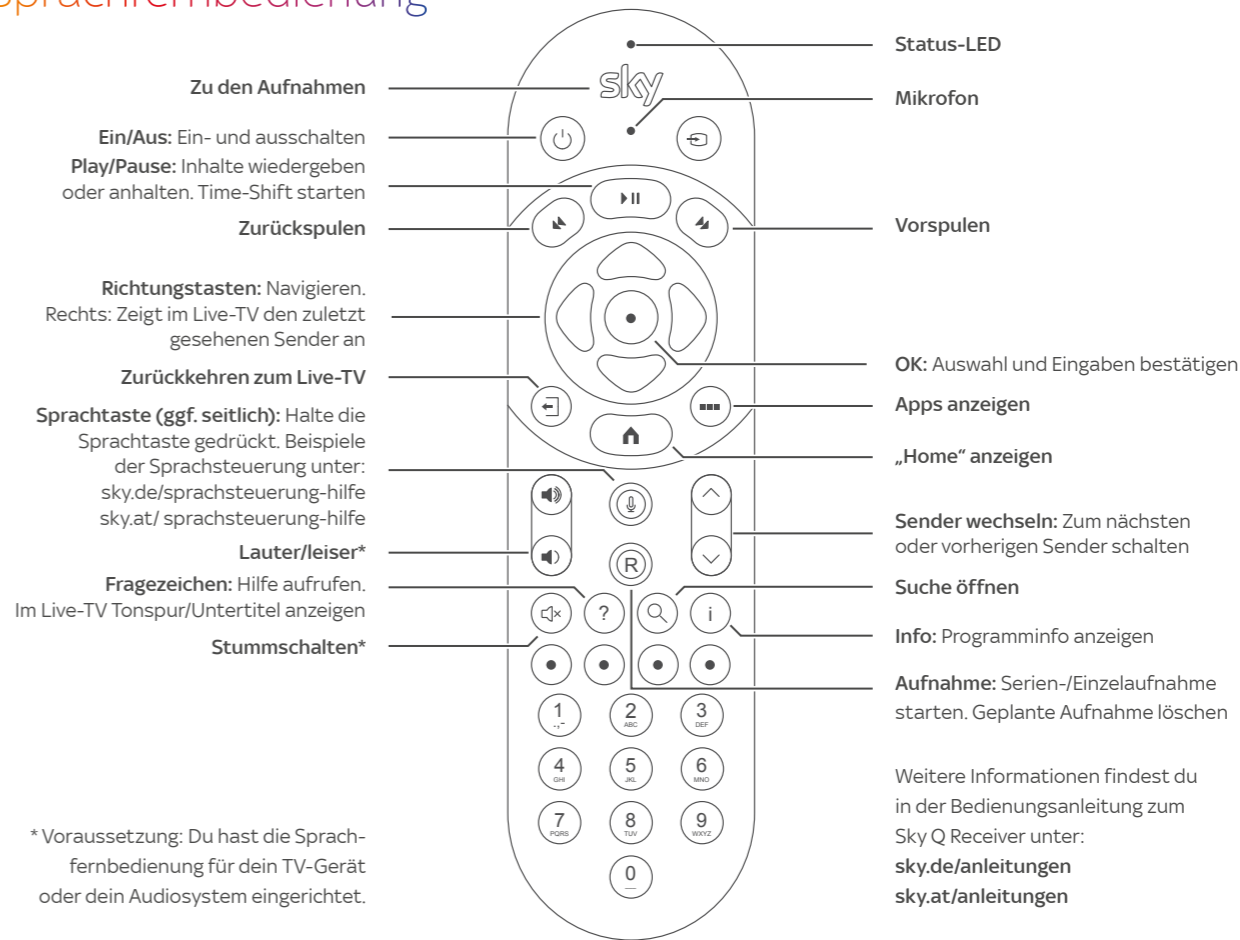 Sprachfernbedienung
Zu den Aufnahmen
Ein/Aus: Ein- und ausschalten
Play/Pause: Inhalte wiedergeben
oder anhalten. Time-Shift starten
Zurückspulen
Richtungstasten: Navigieren.
Rechts: Zeigt im Live-TV den zuletzt
gesehenen Sender an
Zurückkehren zum Live-TV
Sprachtaste (ggf. seitlich): Halte die
Sprachtaste gedrückt. Beispiele
der Sprachsteuerung unter:
sky.de/sprachsteuerung-hilfe
sky.at/ sprachsteuerung-hilfe
Lauter/leiser*
Fragezeichen: Hilfe aufrufen.
Im Live-TV Tonspur/Untertitel anzeigen
Stummschalten*
* Voraussetzung: Du hast die Sprach-
fernbedienung für dein TV-Gerät
oder dein Audiosystem eingerichtet.
sky
R
?
i
1
.,-
2
ABC
3
DEF
4
GHI
5
JKL
6
MNO
7
PQRS
8
TUV
9
WXYZ
0
_
Status-LED
Mikrofon
Vorspulen
OK: Auswahl und Eingaben bestätigen
Apps anzeigen
„Home“ anzeigen
Sender wechseln: Zum nächsten
oder vorherigen Sender schalten
Suche öffnen
Info: Programminfo anzeigen
Aufnahme: Serien-/Einzelaufnahme
starten. Geplante Aufnahme löschen
Weitere Informationen findest du
in der Bedienungsanleitung zum
Sky Q Receiver unter:
sky.de/anleitungen
sky.at/anleitungen